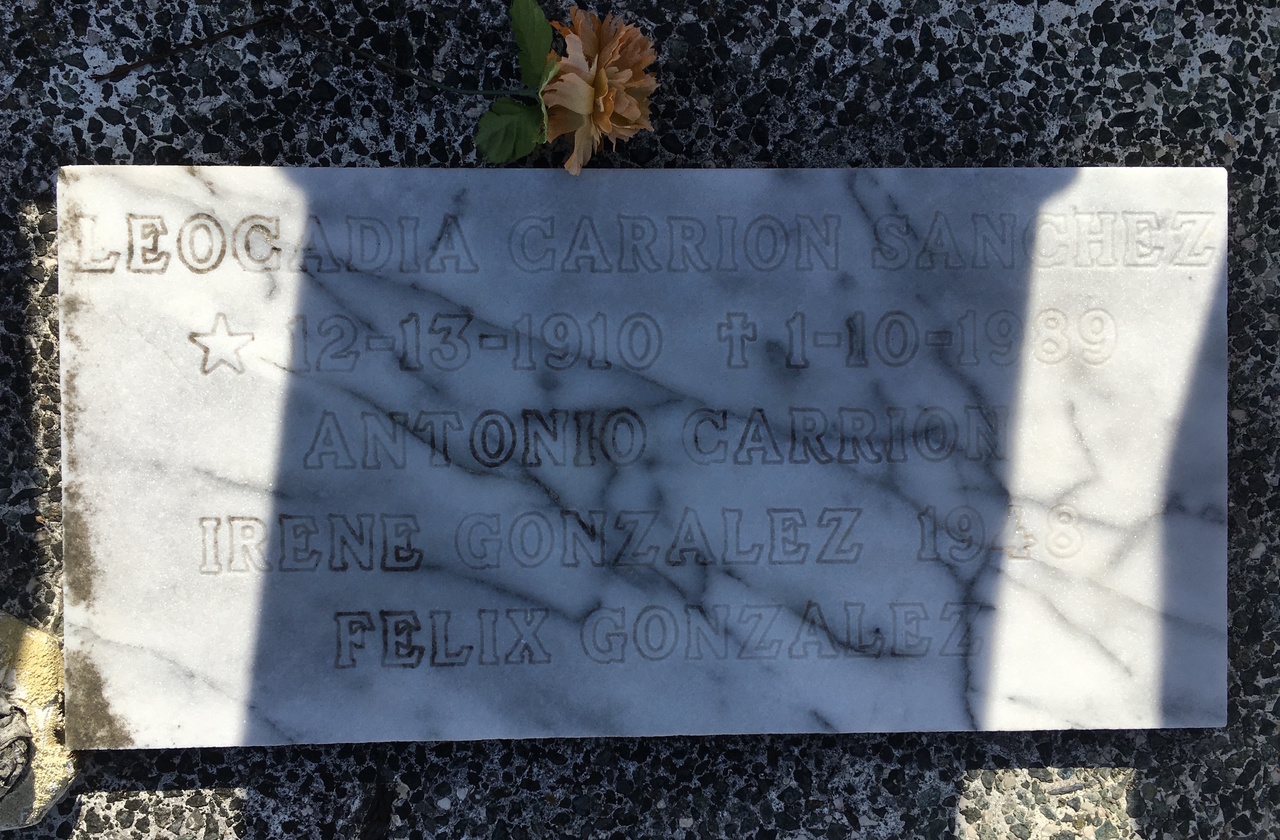 LEOCADIA CARRION SANCHEZ
☆ 12-13-1910 ✝ 1-10-1989
ANTONIO CARRION
IRENE GONZALEZ 1948
FELIX GONZALEZ